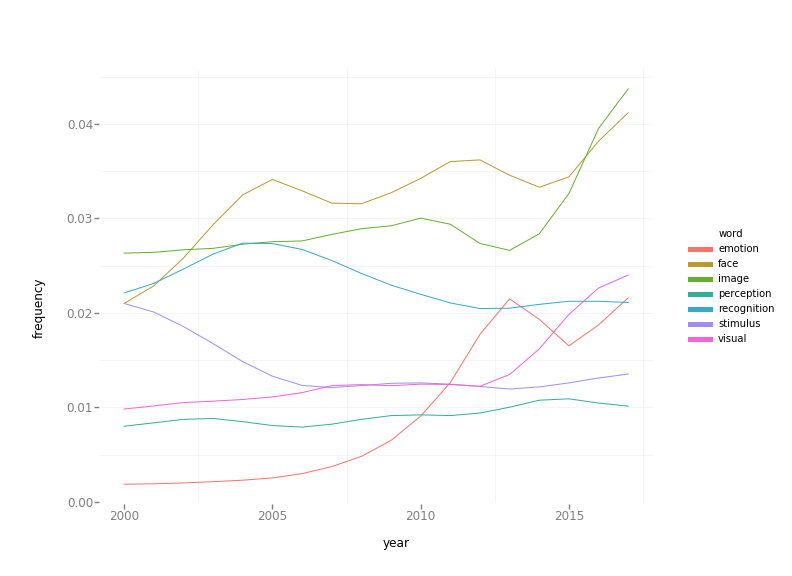 0.04
0.03
0.02
0.01
0.00
2000 2005 2010 2015
frequency
year
word
emotion
face
image
perception
recognition
stimulus
visual